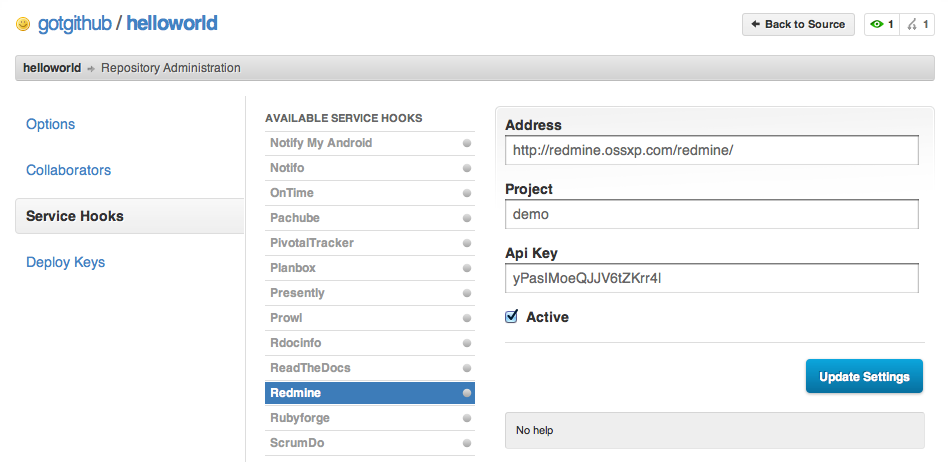 gotgithub / helloworld
Back to Source
1
1
helloworld Repository Administration
Options
Collaborators
Service Hooks
Deploy Keys
AVAILABLE SERVICE HOOKS
Notify My Android
Notifo
OnTime
Pachube
PivotalTracker
Planbox
Presently
Prowl
Rdocinfo
ReadTheDocs
Redmine
Rubyforge
ScrumDo
Address
http://redmine.ossxp.com/redmine/
Project
demo
Api Key
yPasIMoeQJJV6tZKrr4l
Active
Update Settings
No help